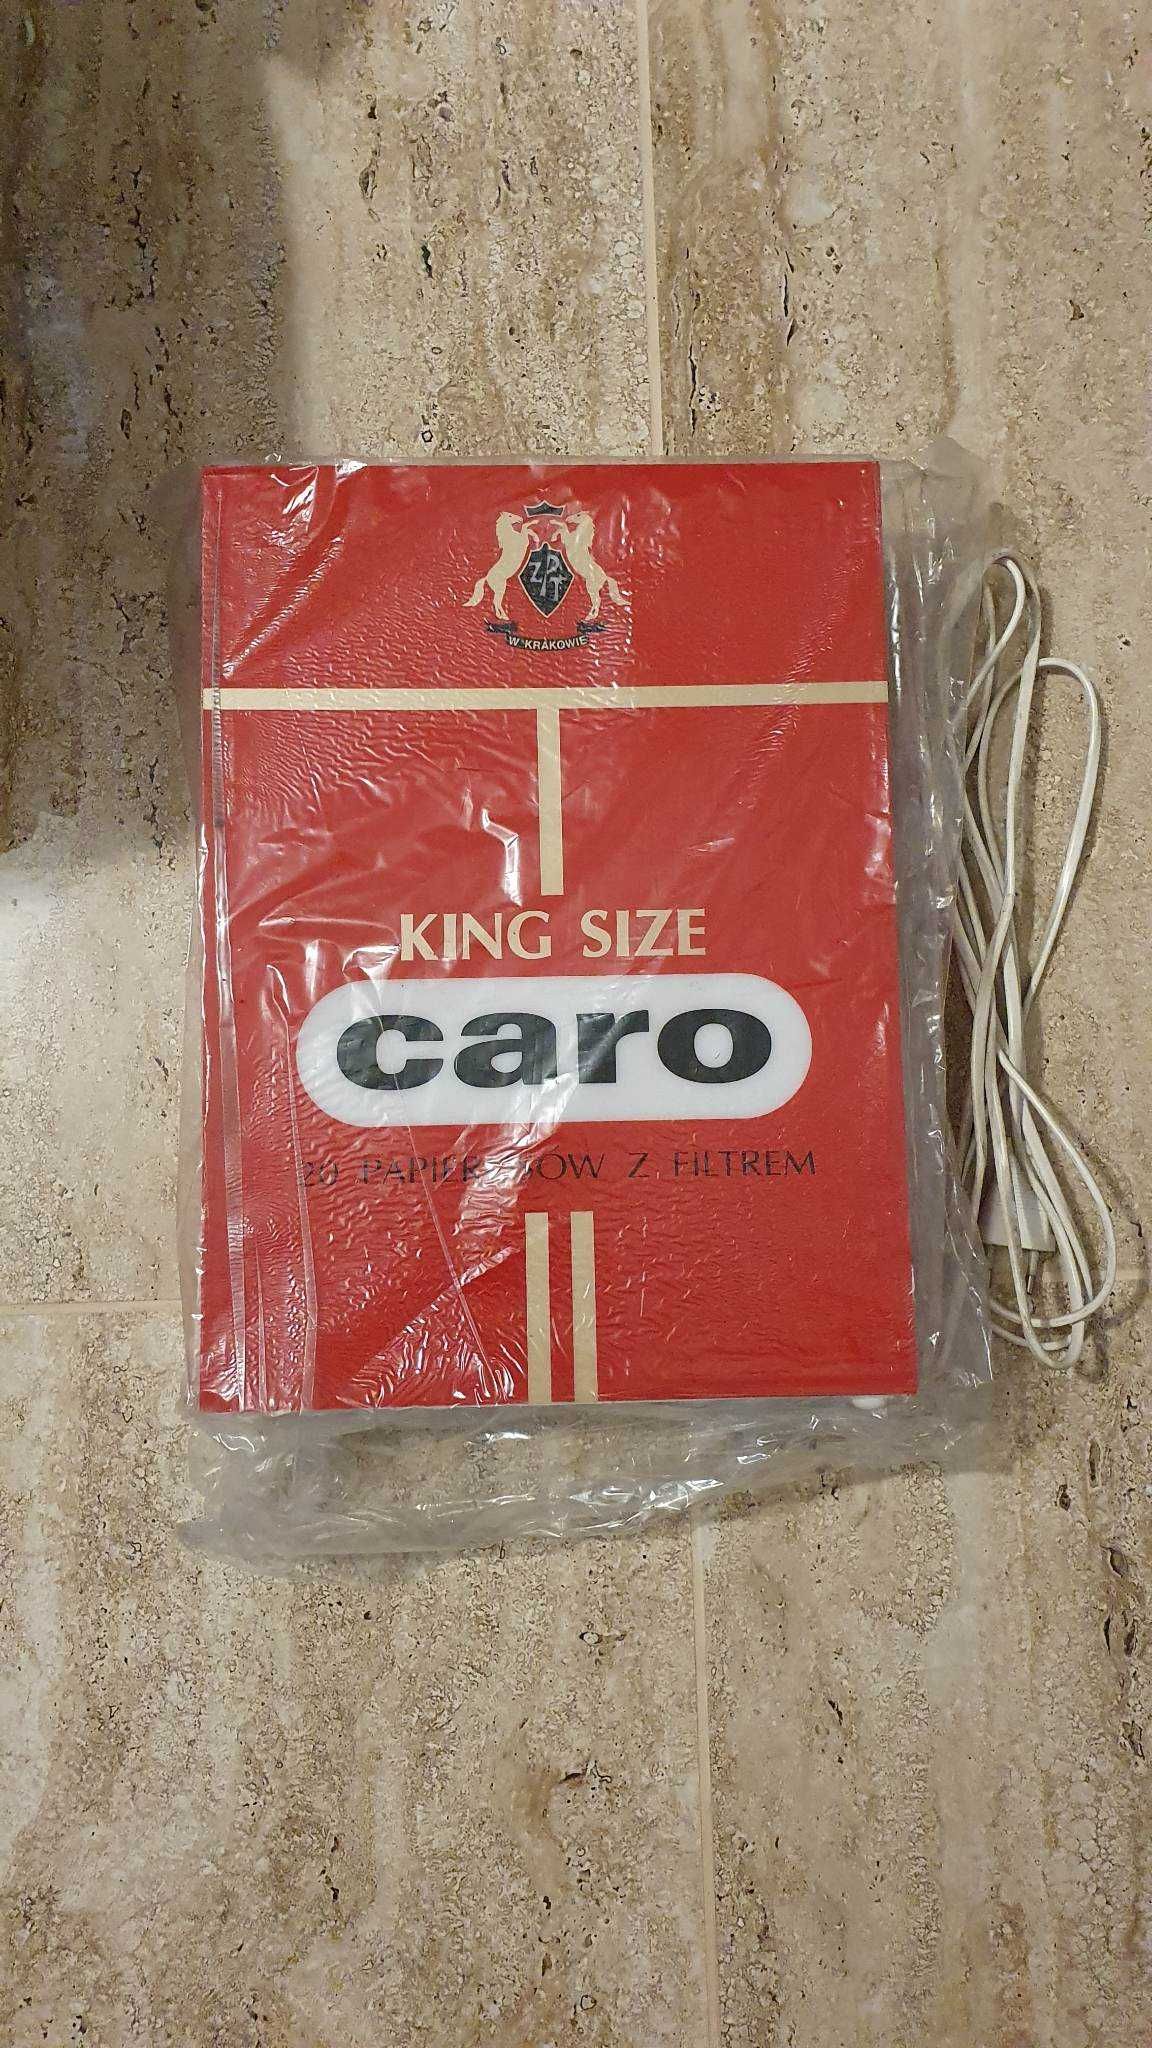 ZPT
W KRAKOWIE
KING SIZE
caro
20 PAPIEROSÓW Z FILTREM